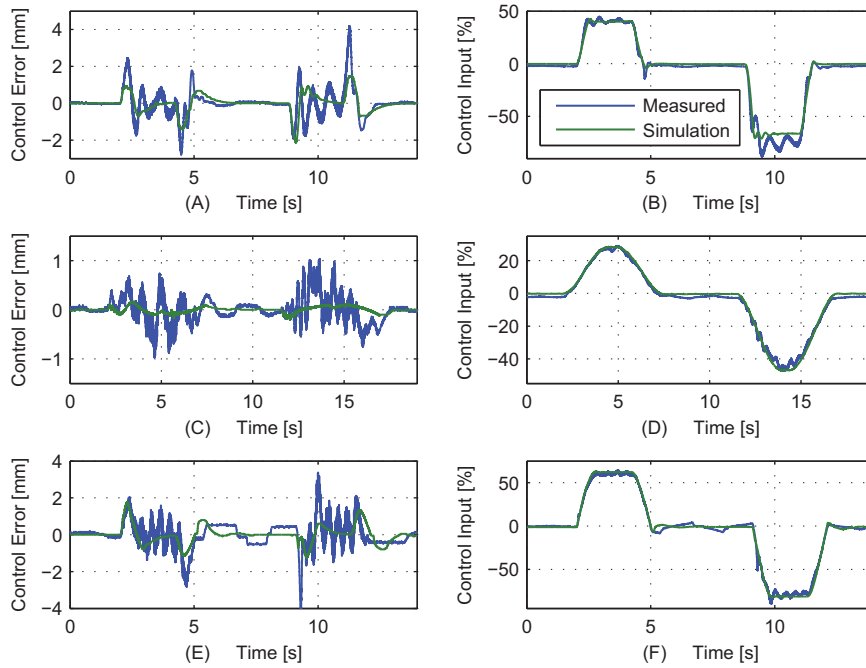 Control Error [mm]
4
2
0
−2
0
5
10
(A)
Time [s]
Control Input [%]
50
0
−50
Measured
Simulation
0
5
10
(B)
Time [s]
Control Error [mm]
1
0
−1
0
5
10
15
(C)
Time [s]
Control Input [%]
20
0
−20
−40
0
5
10
15
(D)
Time [s]
Control Error [mm]
4
2
0
−2
−4
0
5
10
(E)
Time [s]
Control Input [%]
50
0
−50
0
5
10
(F)
Time [s]